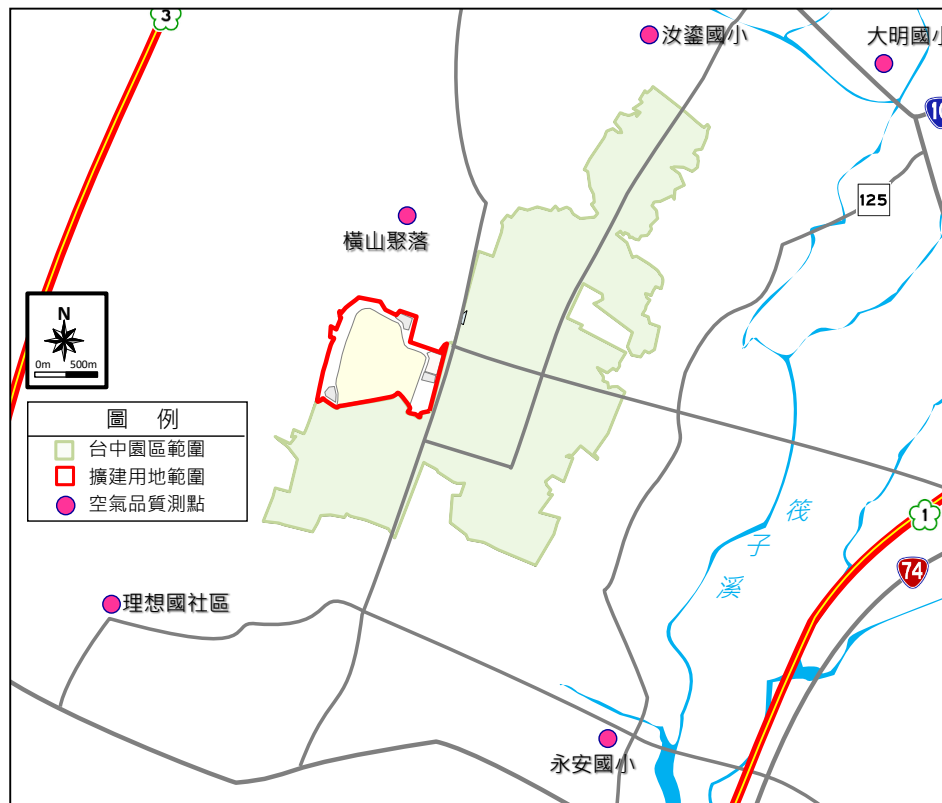 3
汝鎏國小
大明國小
10
125
橫山聚落
N
0m 500m
圖 例
台中園區範圍
擴建用地範圍
空氣品質測點
筏子溪
1
74
理想國社區
永安國小